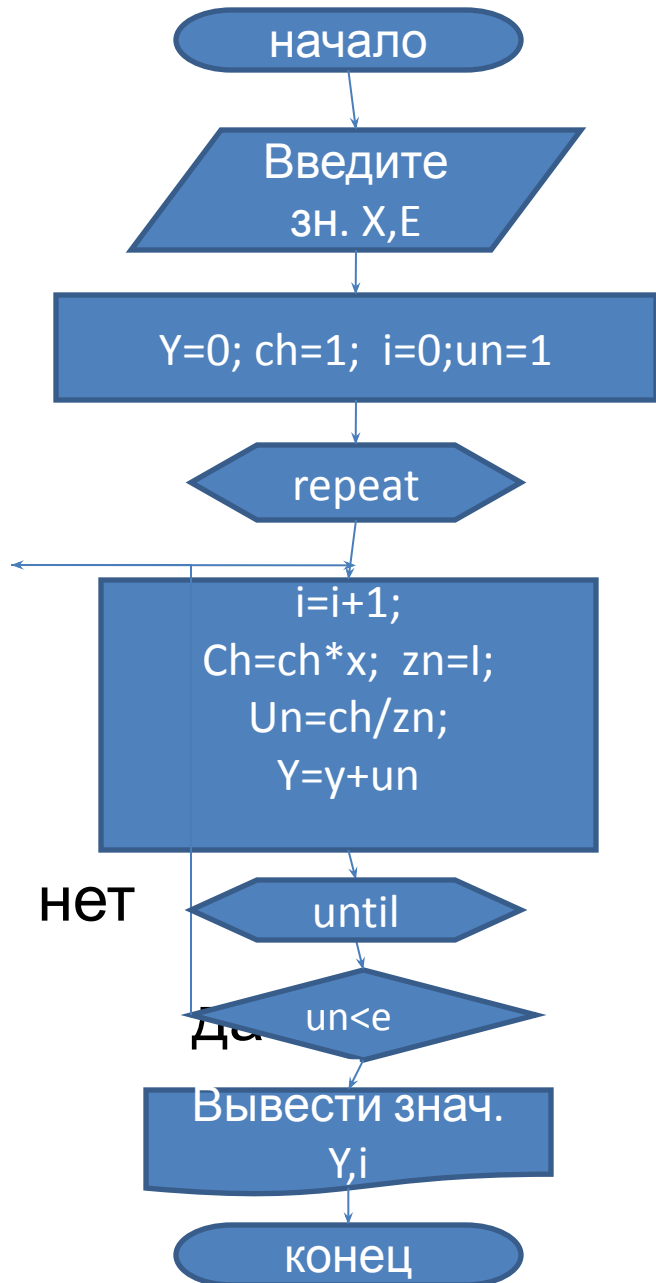 начало
Введите
зн. X,E
Y=0; ch=1; i=0;un=1
repeat
i=i+1;
Ch=ch*x; zn=I;
Un=ch/zn;
Y=y+un
нет
until
да
un<e
Вывести знач.
Y,i
конец